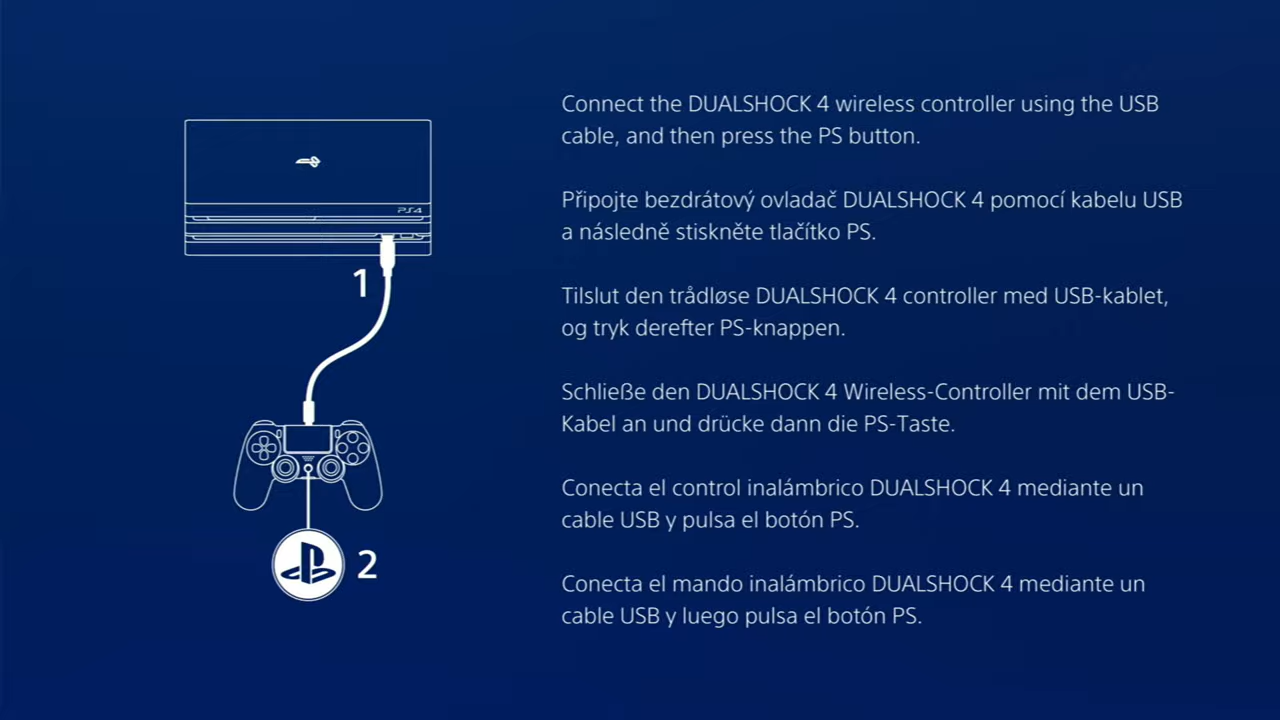 PS4
1
2
Connect the DUALSHOCK 4 wireless controller using the USB
cable, and then press the PS button.
Připojte bezdrátový ovladač DUALSHOCK 4 pomocí kabelu USB
a následně stiskněte tlačítko PS.
Tilslut den trådløse DUALSHOCK 4 controller med USB-kablet,
og tryk derefter PS-knappen.
Schließe den DUALSHOCK 4 Wireless-Controller mit dem USB-
Kabel an und drücke dann die PS-Taste.
Conecta el control inalámbrico DUALSHOCK 4 mediante un
cable USB y pulsa el botón PS.
Conecta el mando inalámbrico DUALSHOCK 4 mediante un
cable USB y luego pulsa el botón PS.